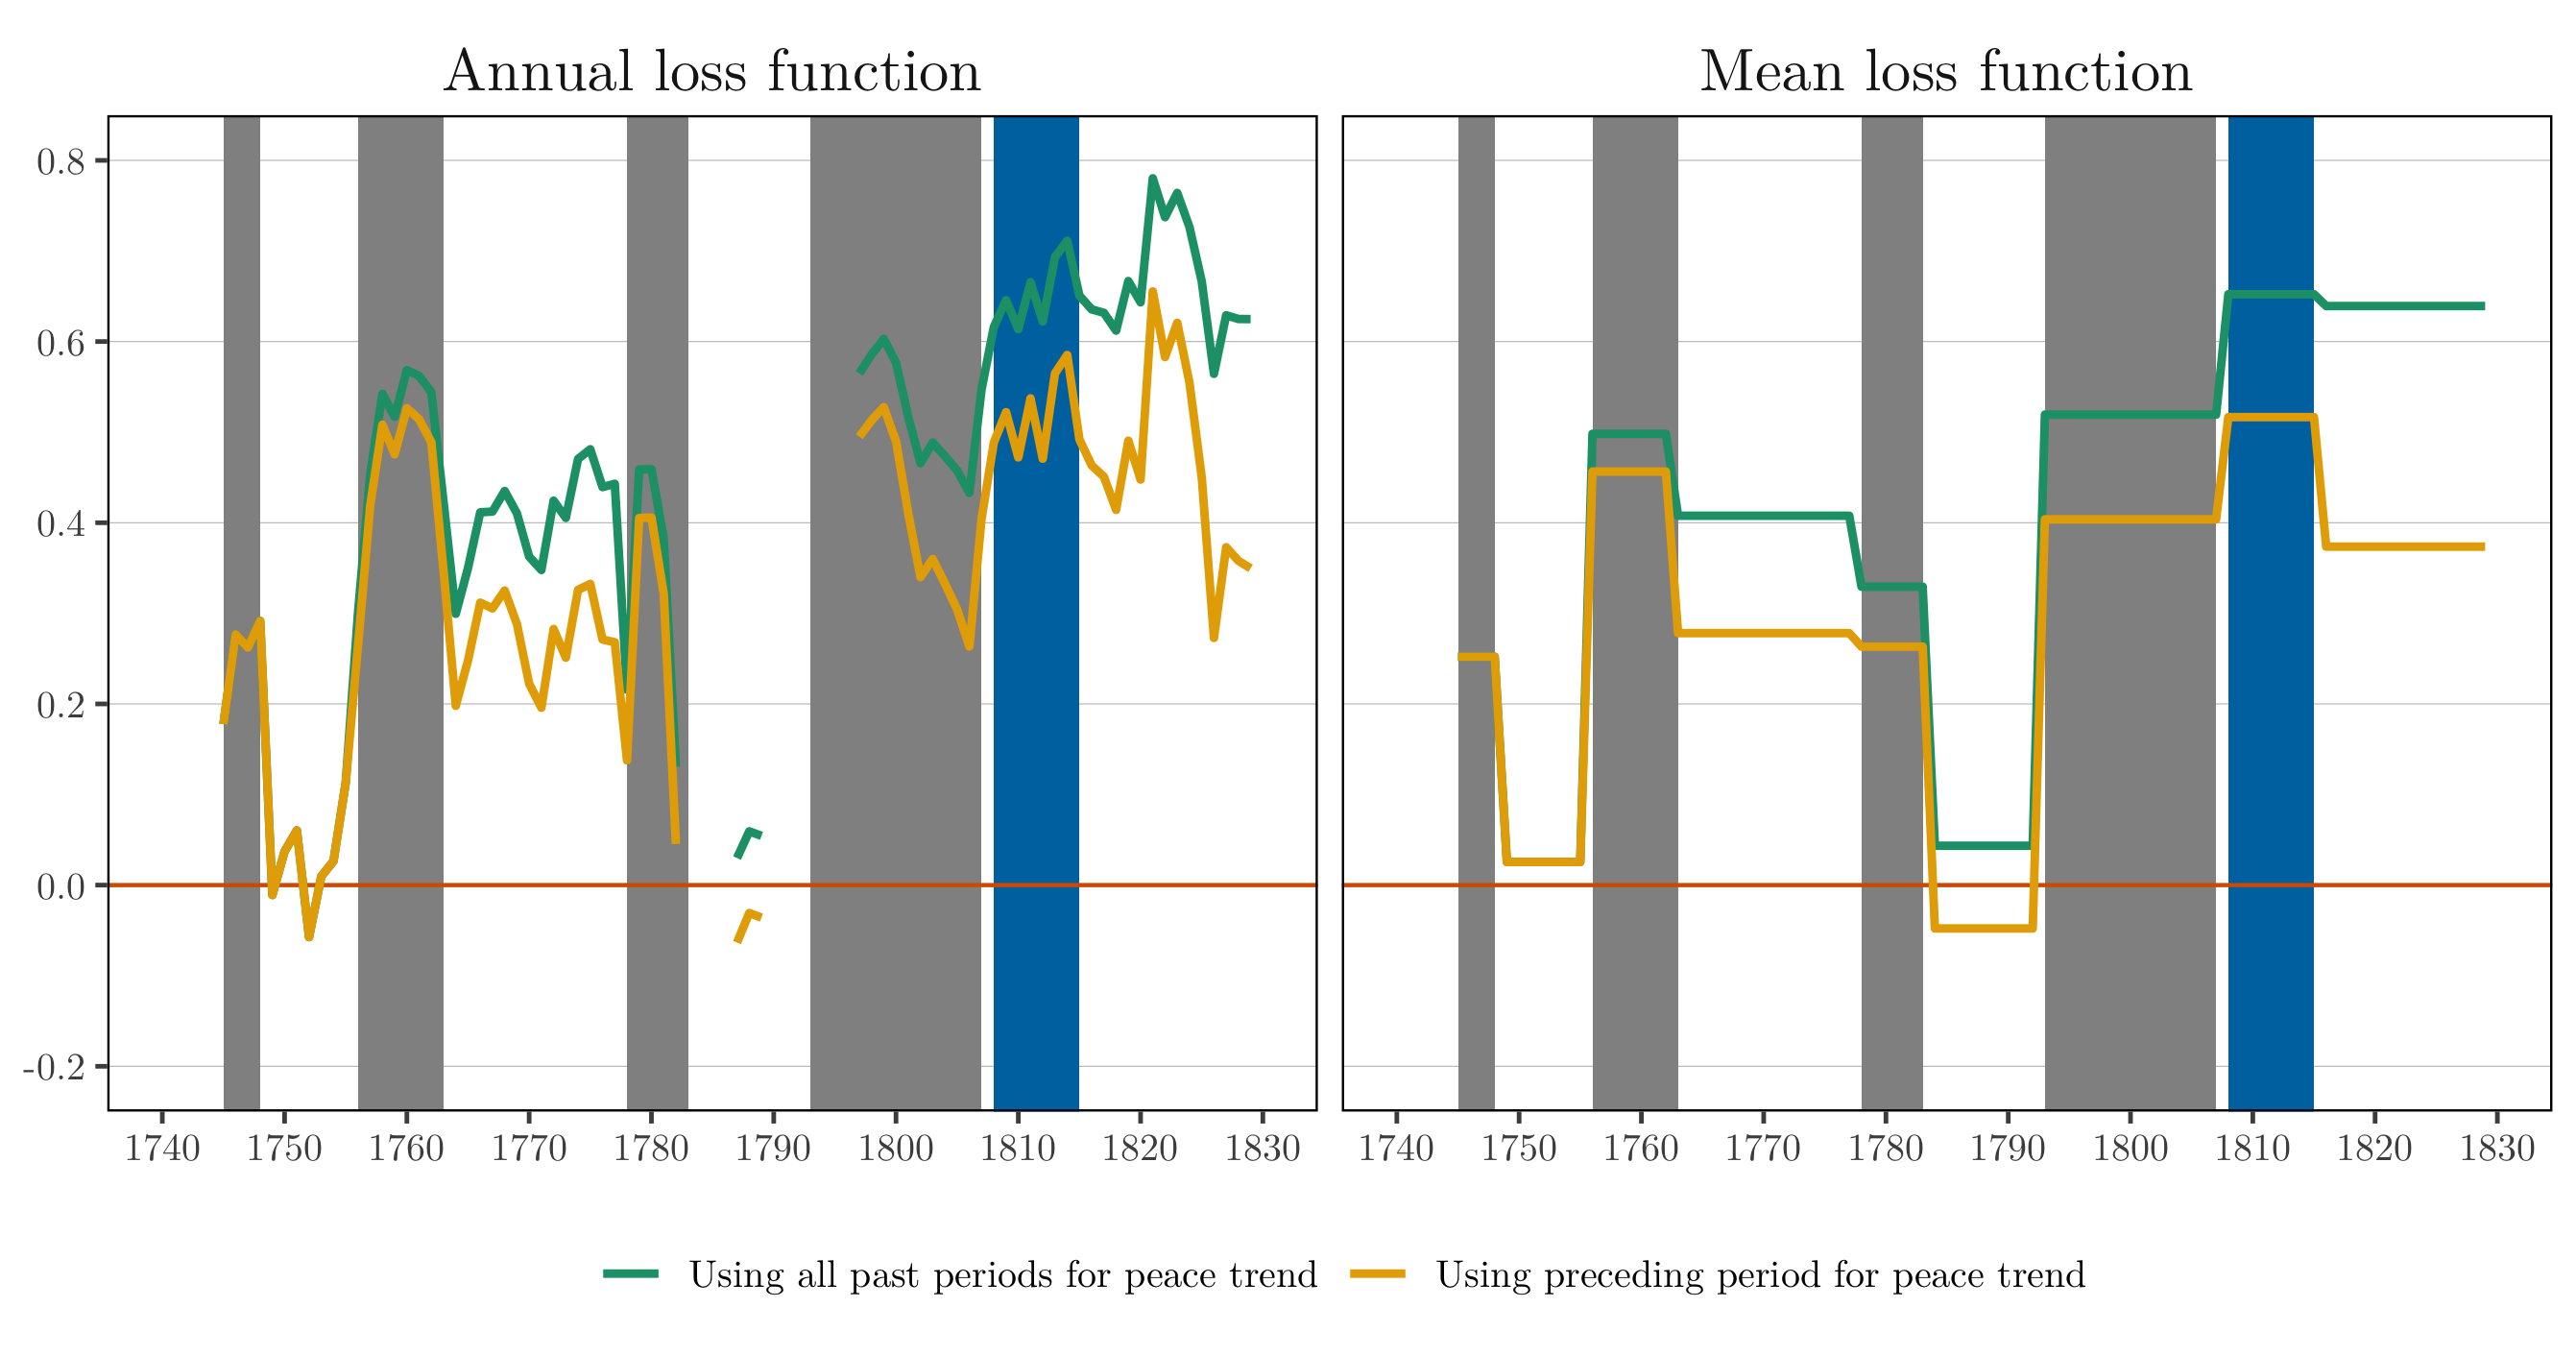 Annual loss function
Mean loss function
0.8
0.6
0.4
0.2
0.0
-0.2
1740 1750 1760 1770 1780 1790 1800 1810 1820 1830
1740 1750 1760 1770 1780 1790 1800 1810 1820 1830
Using all past periods for peace trend
Using preceding period for peace trend